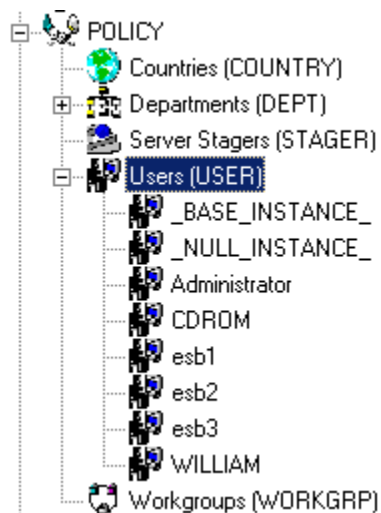 POLICY
Countries (COUNTRY)
Departments (DEPT)
Server Stagers (STAGER)
Users (USER)
_BASE_INSTANCE_
_NULL_INSTANCE_
Administrator
CDROM
esb1
esb2
esb3
WILLIAM
Workgroups (WORKGRP)